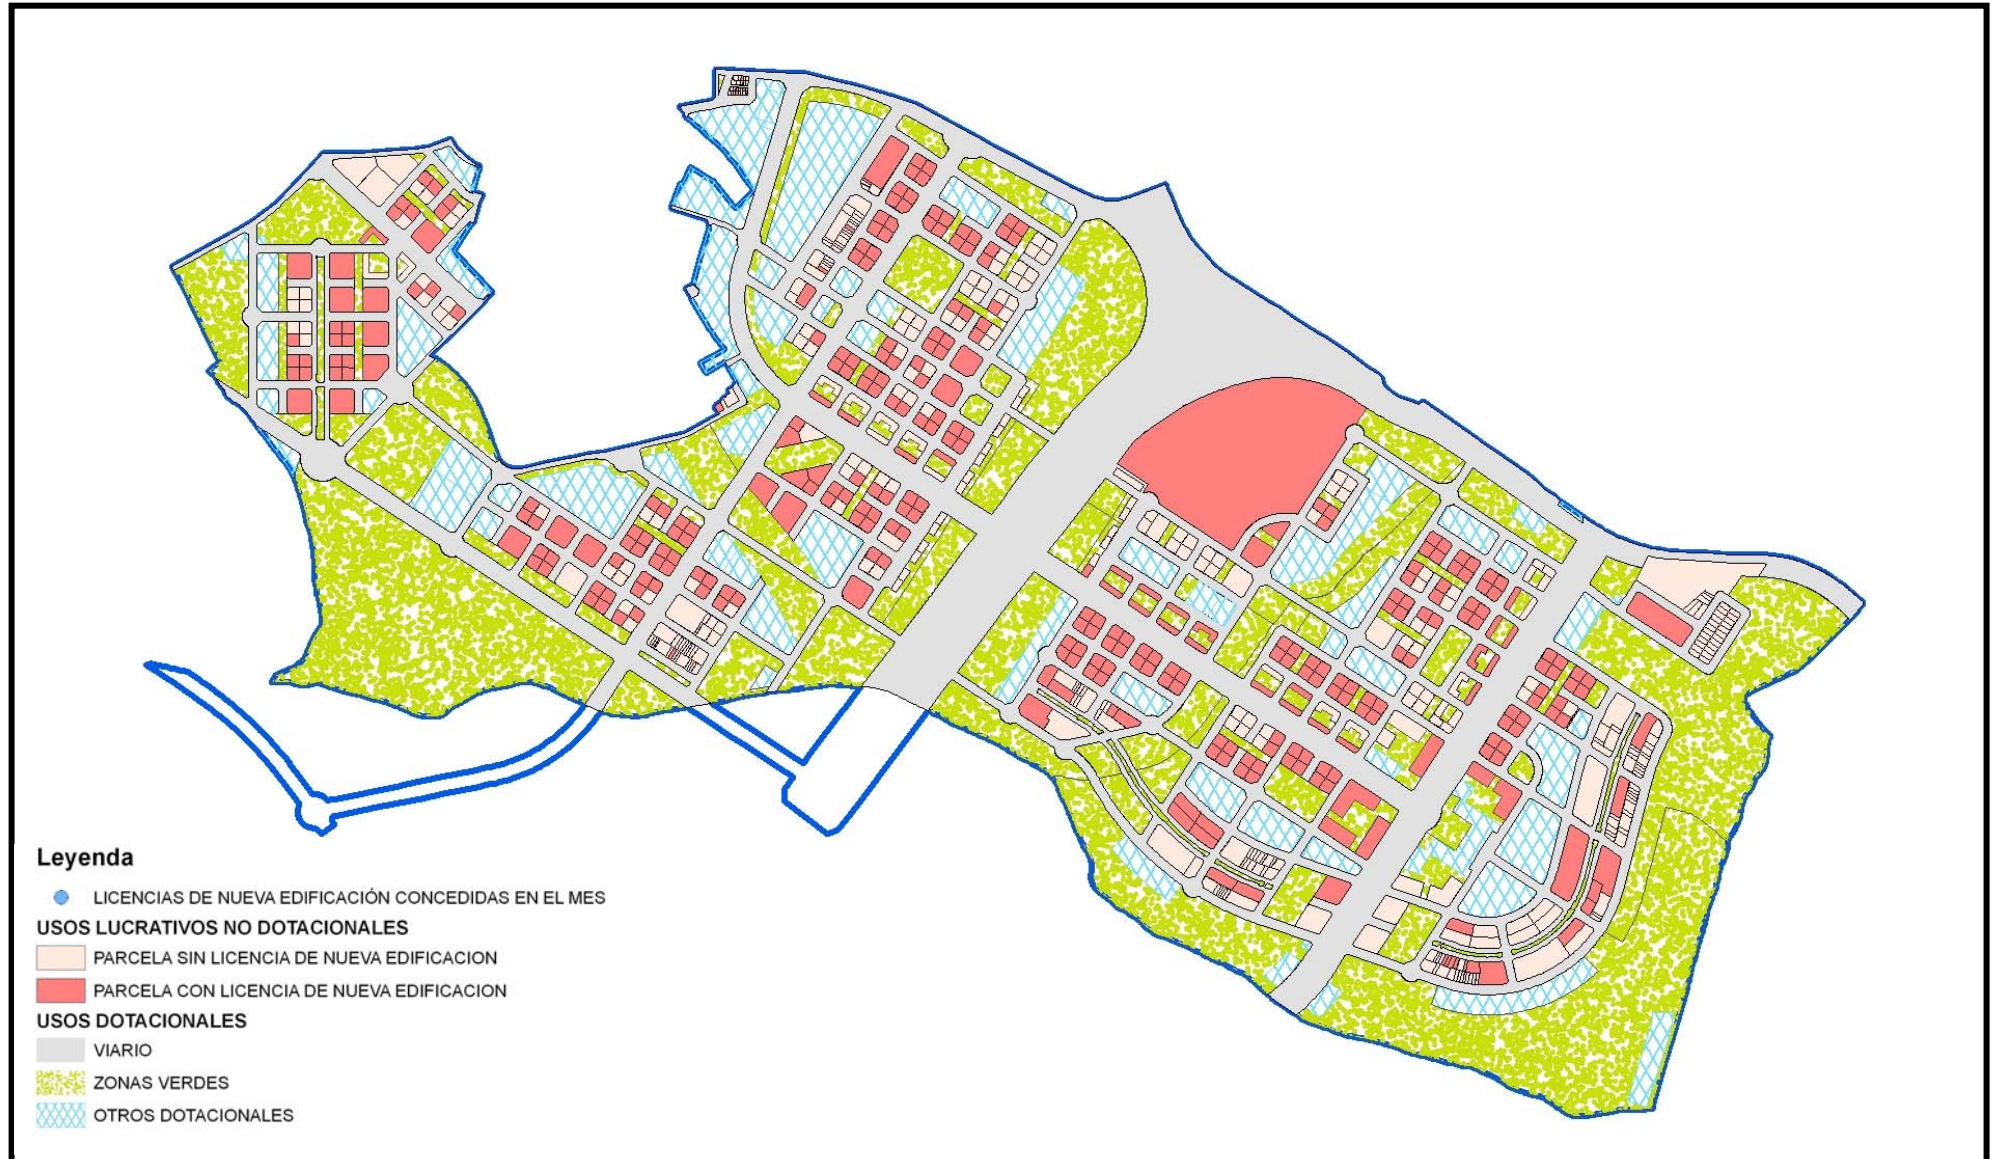 Leyenda
LICENCIAS DE NUEVA EDIFICACIÓN CONCEDIDAS EN EL MES
USOS LUCRATIVOS NO DOTACIONALES
PARCELA SIN LICENCIA DE NUEVA EDIFICACION
PARCELA CON LICENCIA DE NUEVA EDIFICACION
USOS DOTACIONALES
VIARIO
ZONAS VERDES
OTROS DOTACIONALES